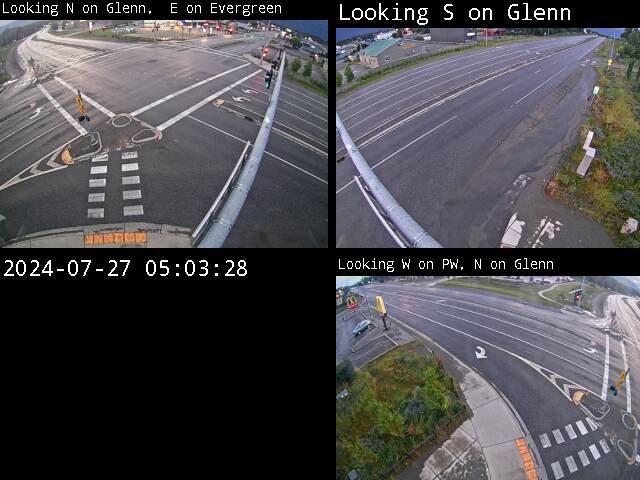 Looking N on Glenn, E on Evergreen
Looking S on Glenn
2024-07-27 05:03:28
Looking W on PW, N on Glenn